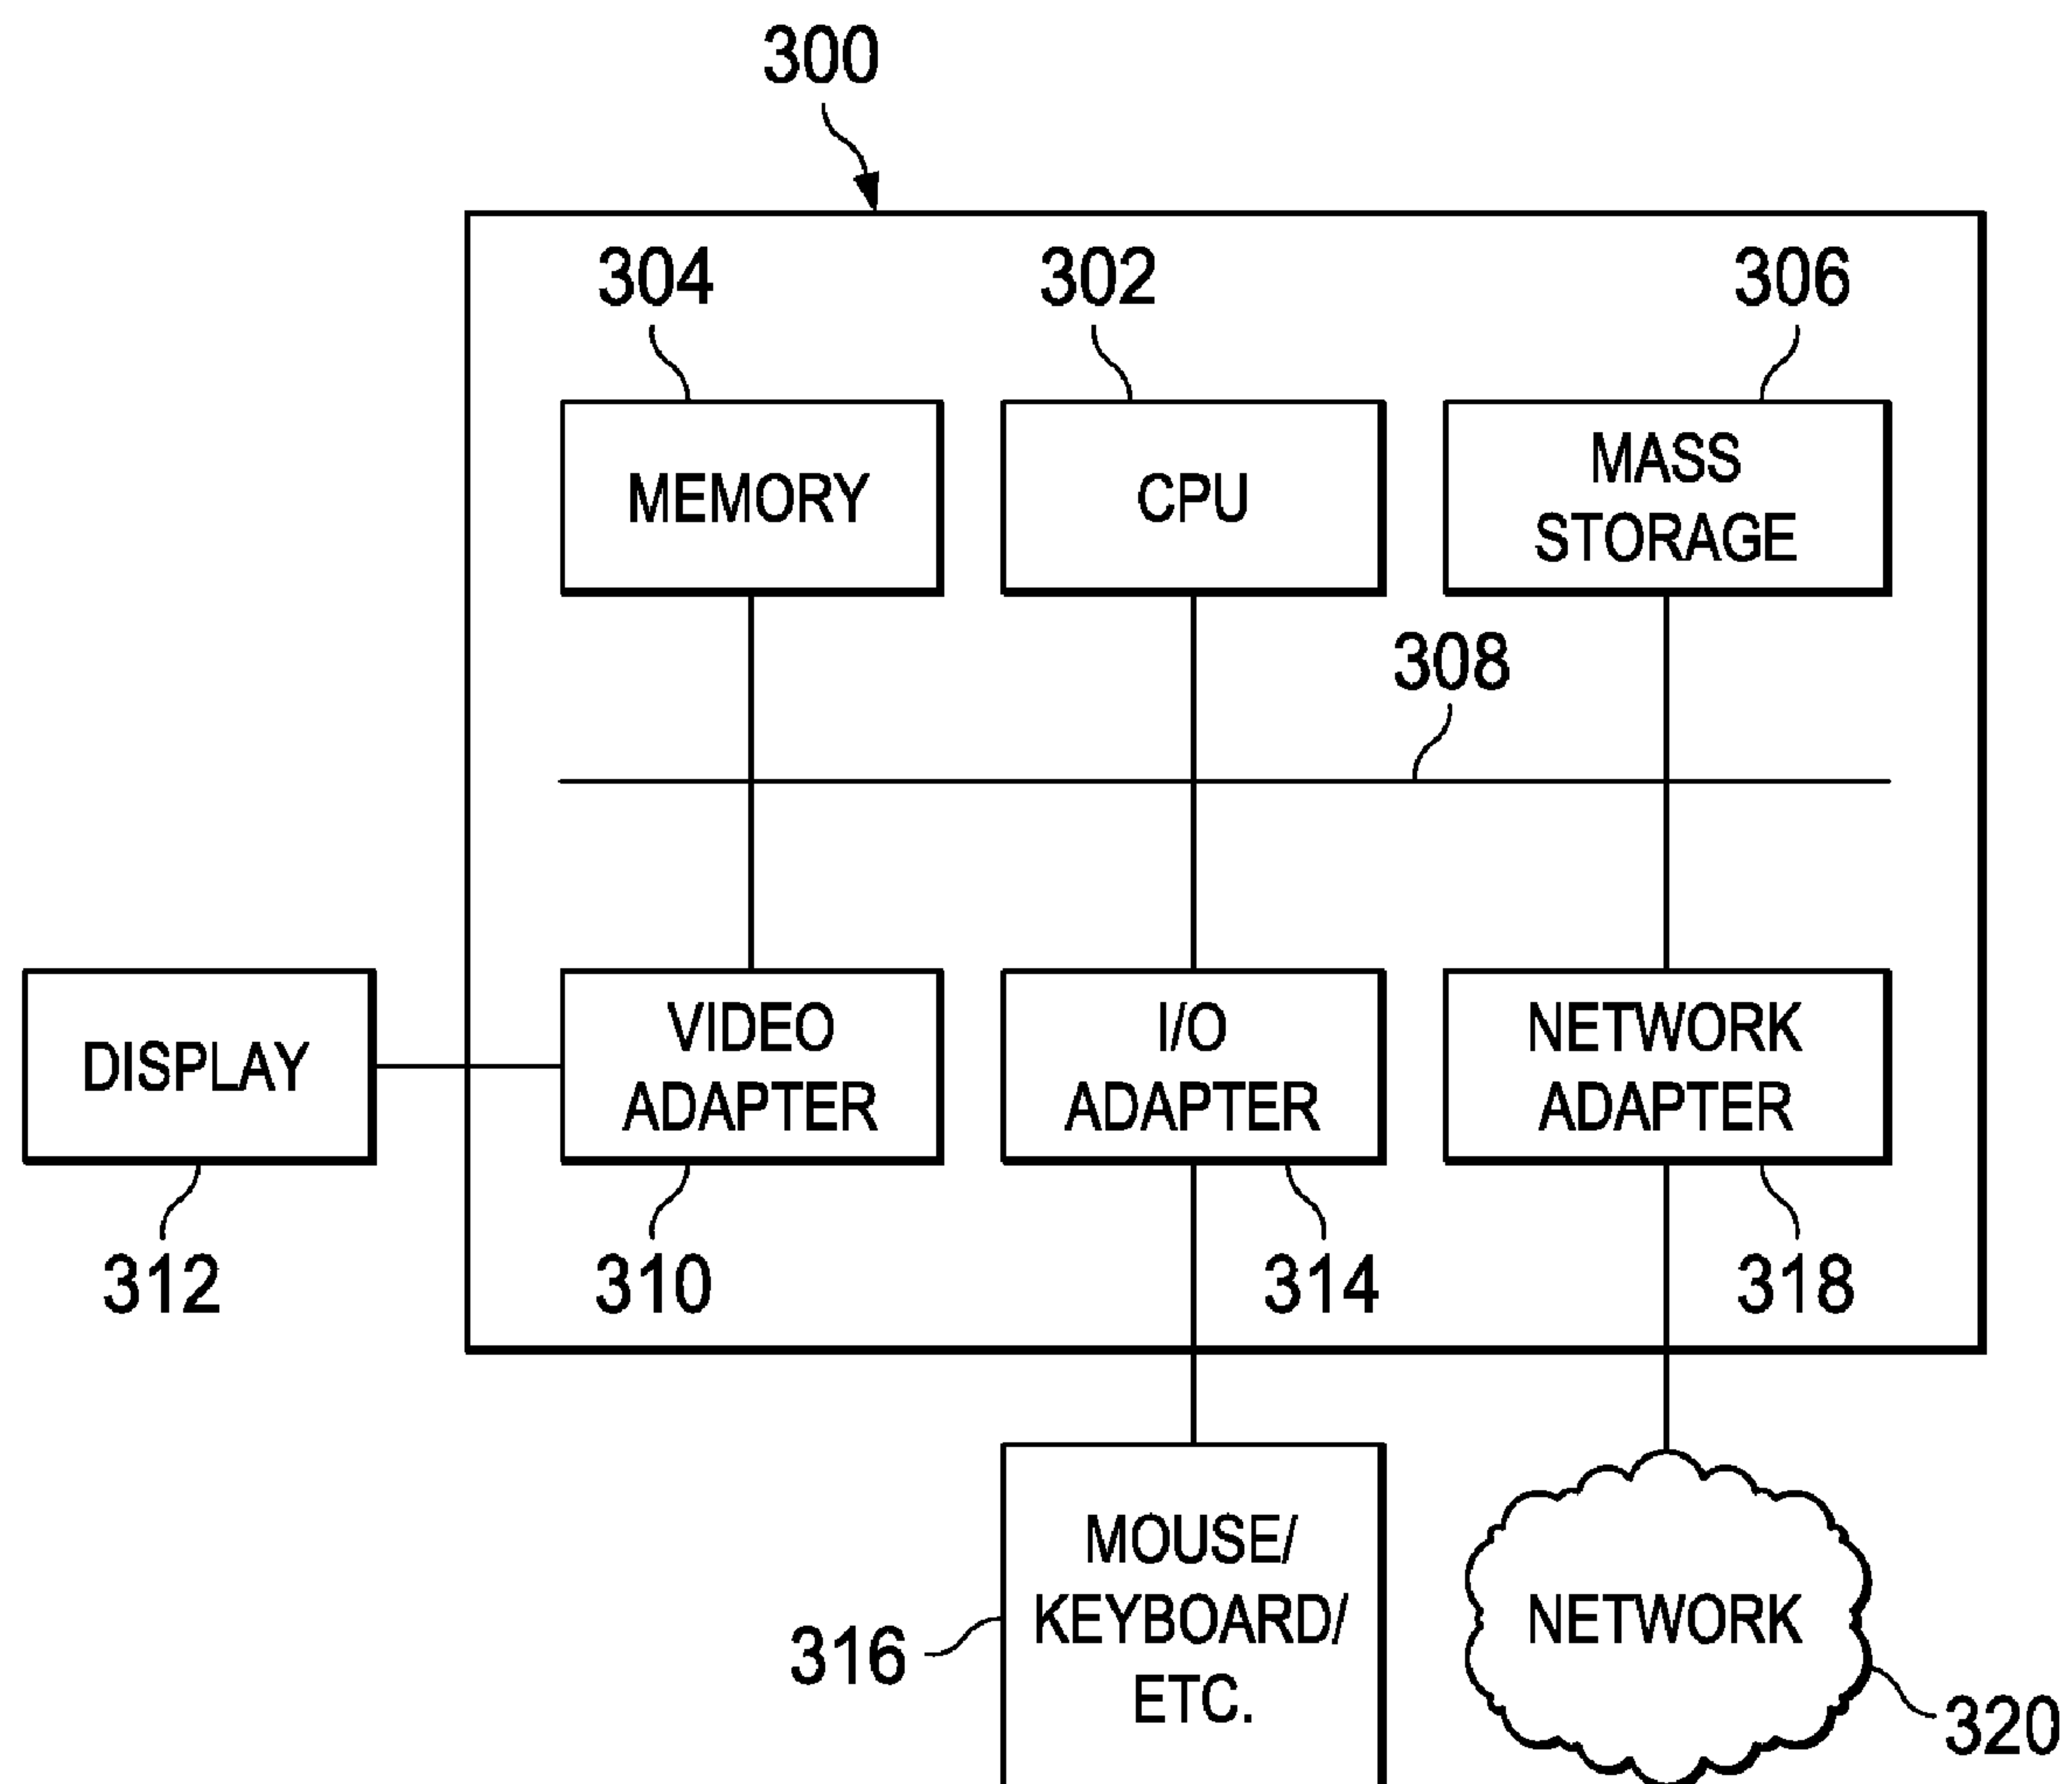 300
304
302
306
MEMORY
CPU
MASS
STORAGE
308
DISPLAY
VIDEO
ADAPTER
I/O
ADAPTER
NETWORK
ADAPTER
312
310
314
318
MOUSE/
KEYBOARD/
ETC.
316
NETWORK
320